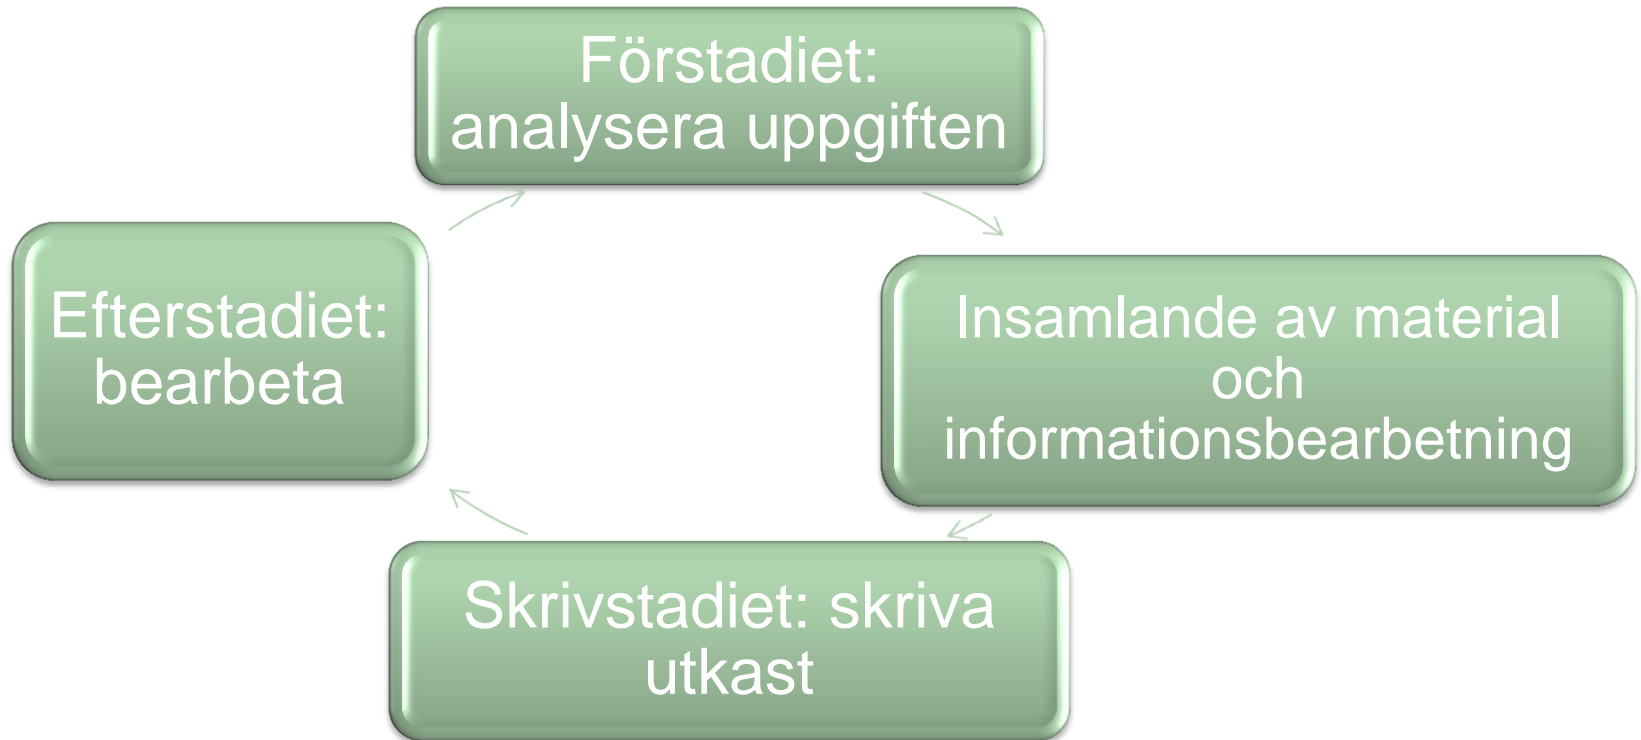 Förstadiet:
analysera uppgiften
Insamlande av material
och
informationsbearbetning
Skrivstadiet: skriva
utkast
Efterstadiet:
bearbeta